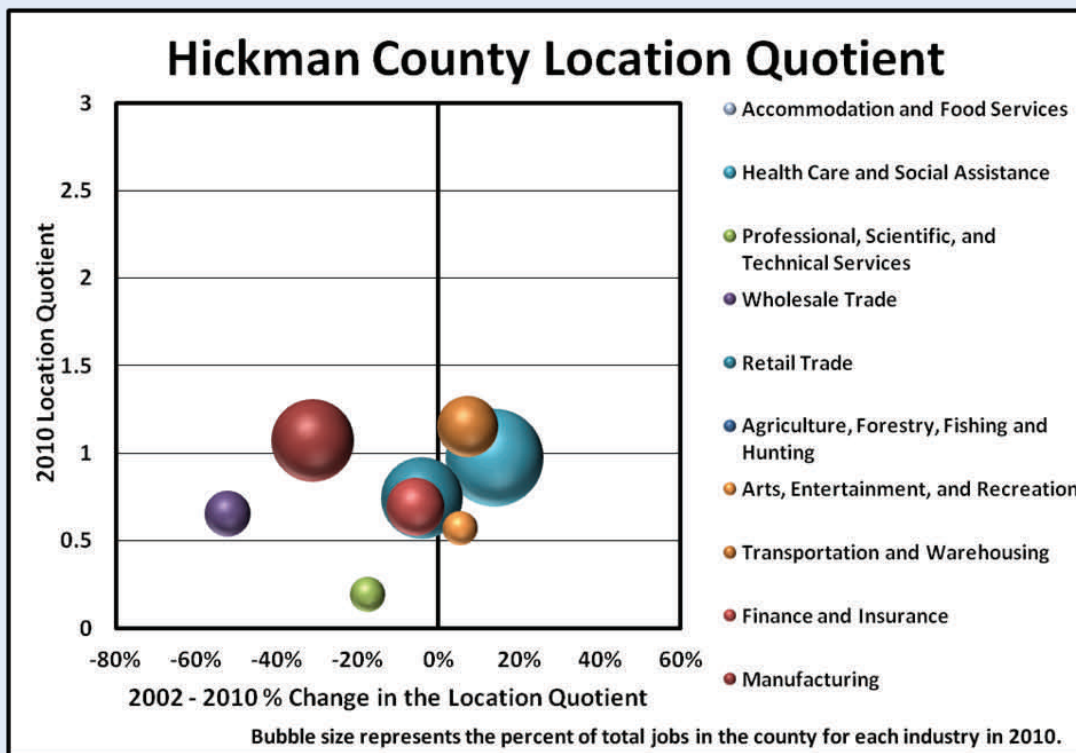 Hickman County Location Quotient
3
2.5
2
1.5
1
0.5
0
2010 Location Quotient
-80%
-60%
-40%
-20%
0%
20%
40%
60%
2002 - 2010 % Change in the Location Quotient
Accommodation and Food Services
Health Care and Social Assistance
Professional, Scientific, and
Technical Services
Wholesale Trade
Retail Trade
Agriculture, Forestry, Fishing and
Hunting
Arts, Entertainment, and Recreation
Transportation and Warehousing
Finance and Insurance
Manufacturing
Bubble size represents the percent of total jobs in the county for each industry in 2010.